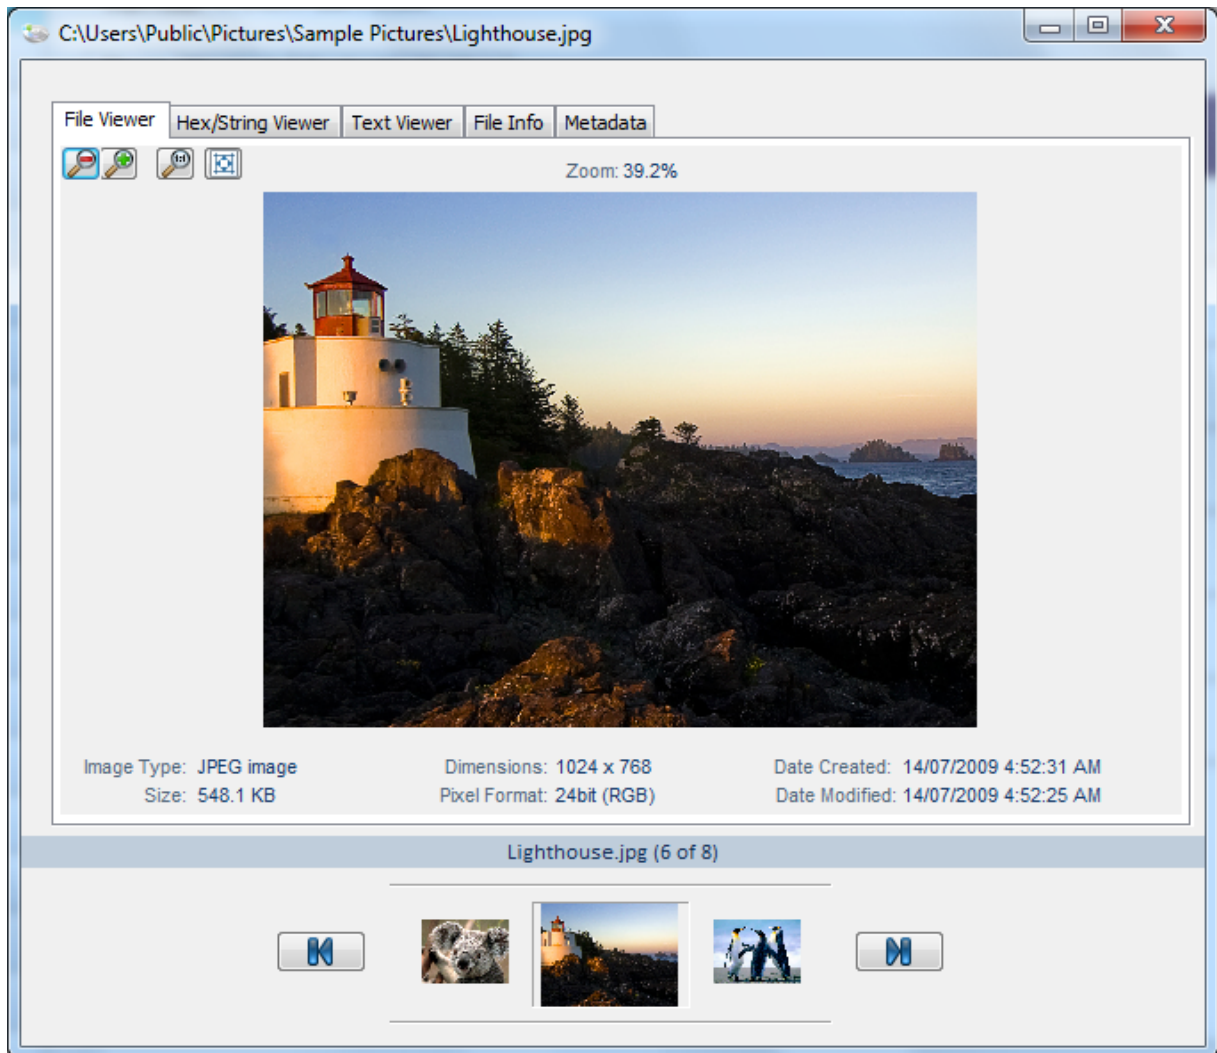 C:\Users\Public\Pictures\Sample Pictures\Lighthouse.jpg
File Viewer Hex/String Viewer Text Viewer File Info Metadata
1:1
Zoom: 39.2%
Image Type: JPEG image Dimensions: 1024 x 768 Date Created: 14/07/2009 4:52:31 AM
Size: 548.1 KB Pixel Format: 24bit (RGB) Date Modified: 14/07/2009 4:52:25 AM
Lighthouse.jpg (6 of 8)